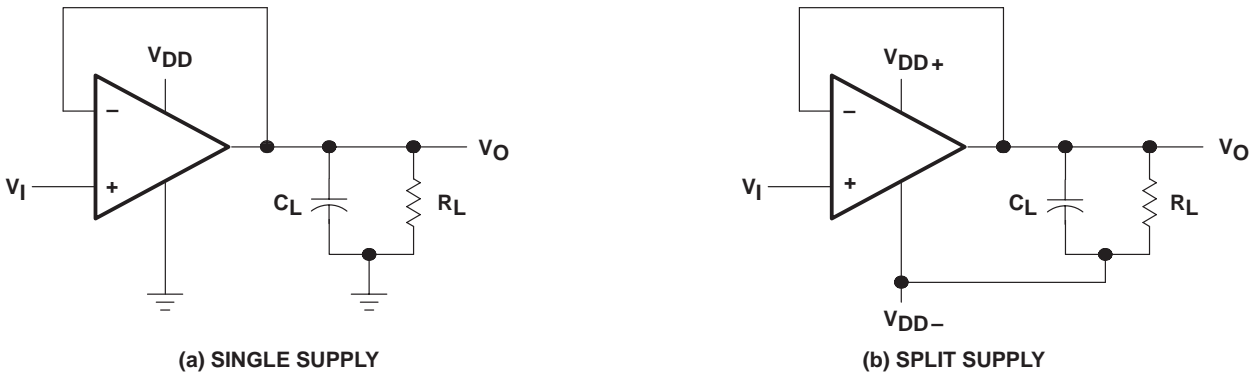 VDD
–
VI
+
CL
RL
VO
(a) SINGLE SUPPLY
VDD+
–
VI
+
CL
RL
VO
VDD–
(b) SPLIT SUPPLY